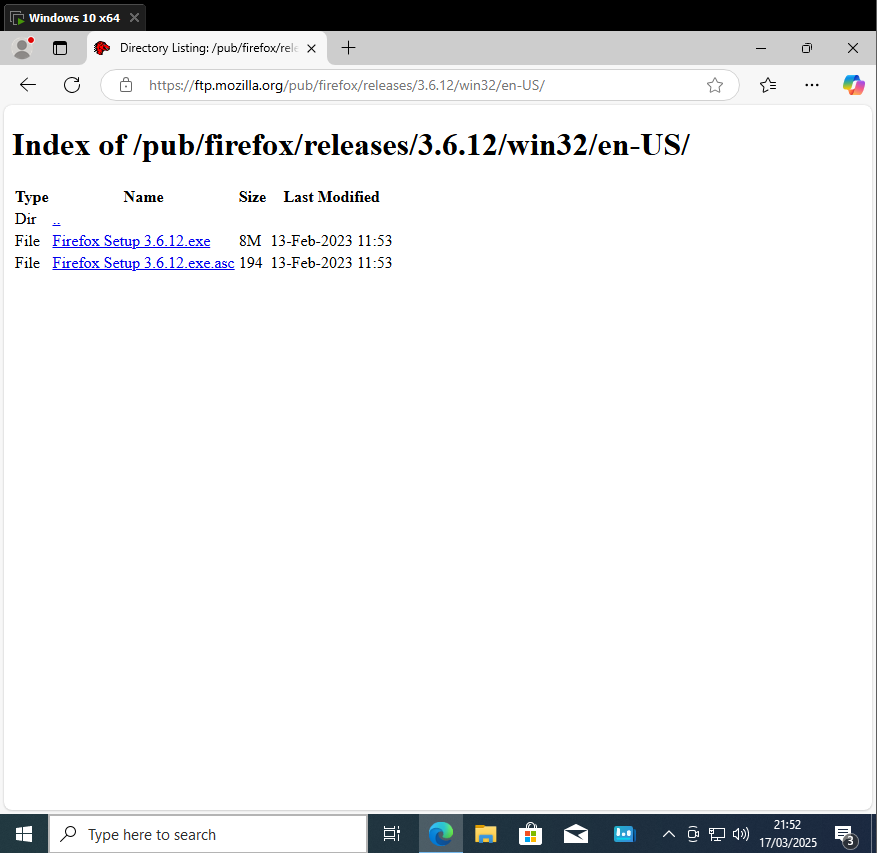 Windows 10 x64
Directory Listing: /pub/firefox/rele
https://ftp.mozilla.org/pub/firefox/releases/3.6.12/win32/en-US/
Index of /pub/firefox/releases/3.6.12/win32/en-US/
Type Name Size Last Modified
Dir ..
File Firefox Setup 3.6.12.exe 8M 13-Feb-2023 11:53
File Firefox Setup 3.6.12.exe.asc 194 13-Feb-2023 11:53
Type here to search
21:52
17/03/2025
3